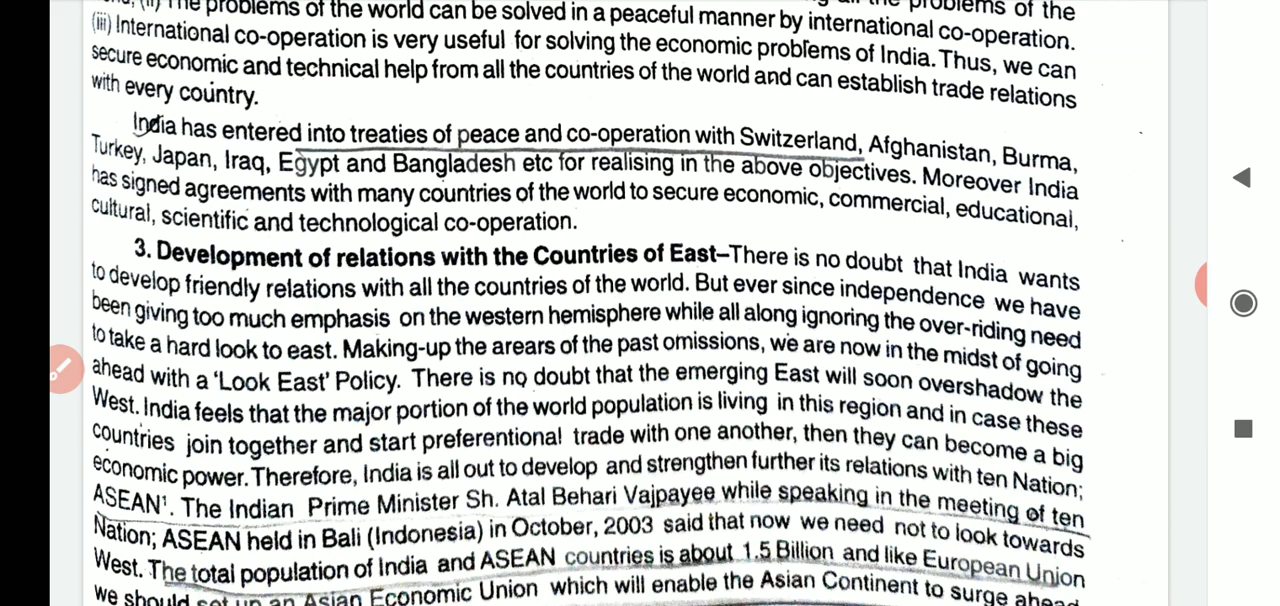 problems of the
(ii) The problems of the world can be solved in a peaceful manner by international co-operation.
(iii) International co-operation is very useful for solving the economic problems of India. Thus, we can
secure economic and technical help from all the countries of the world and can establish trade relations
with every country.
India has entered into treaties of peace and co-operation with Switzerland, Afghanistan, Burma,
Turkey, Japan, Iraq, Egypt and Bangladesh etc for realising in the above objectives. Moreover India
has signed agreements with many countries of the world to secure economic, commercial, educational,
cultural, scientific and technological co-operation.
3. Development of relations with the Countries of East–There is no doubt that India wants
to develop friendly relations with all the countries of the world. But ever since independence we have
been giving too much emphasis on the western hemisphere while all along ignoring the over-riding need
to take a hard look to east. Making-up the arears of the past omissions, we are now in the midst of going
ahead with a ‘Look East’ Policy. There is no doubt that the emerging East will soon overshadow the
West. India feels that the major portion of the world population is living in this region and in case these
countries join together and start preferentional trade with one another, then they can become a big
economic power. Therefore, India is all out to develop and strengthen further its relations with ten Nation;
ASEAN¹. The Indian Prime Minister Sh. Atal Behari Vajpayee while speaking in the meeting of ten
Nation; ASEAN held in Bali (Indonesia) in October, 2003 said that now we need not to look towards
West. The total population of India and ASEAN countries is about 1.5 Billion and like European Union
we should set up an Asian Economic Union which will enable the Asian Continent to surge ahead